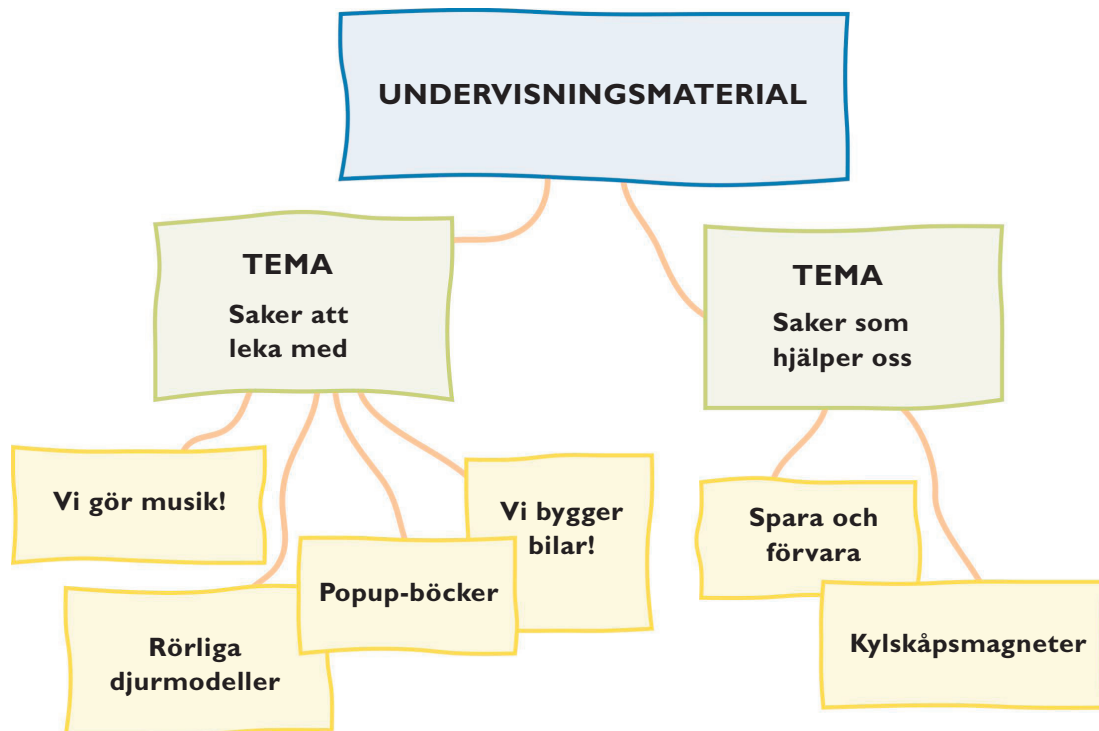 UNDERVISNINGSMATERIAL
TEMA
Saker att
leka med
TEMA
Saker som
hjälper oss
Vi gör musik!
Rörliga
djurmodeller
Popup-böcker
Vi bygger
bilar!
Spara och
förvara
Kylskåpsmagneter